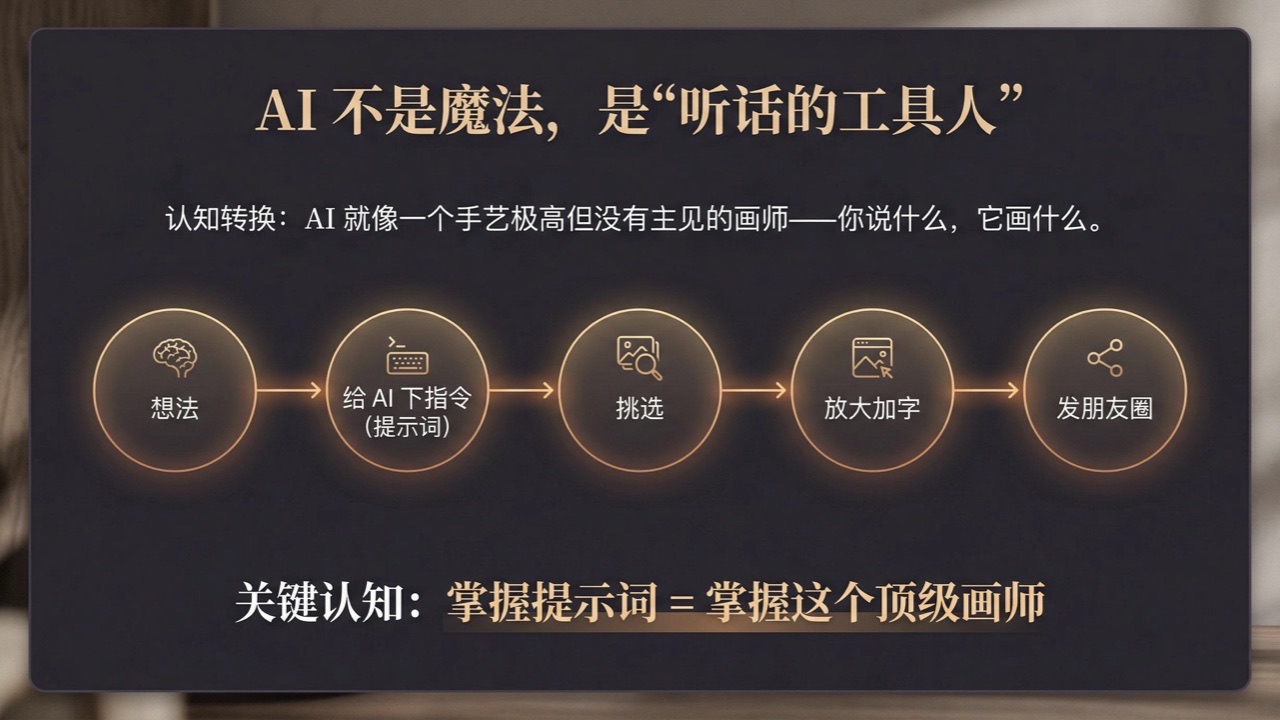 AI 不是魔法，是“听话的工具人”
认知转换：AI 就像一个手艺极高但没有主见的画师——你说什么，它画什么。
想法
给 AI 下指令
（提示词）
挑选
放大加字
发朋友圈
关键认知：掌握提示词 = 掌握这个顶级画师